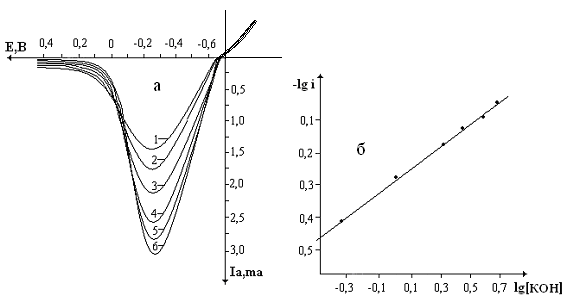 E,B 0,4 0,2 0 -0,2 -0,4 -0,6
a
0,5
1,0
1,5
2,0
2,5
3,0
1
2
3
4
5
6
Ia,ma
-lg i
0,1
0,2
0,3
0,4
0,5
б
-0,3 -0,1 0,1 0,3 0,5 0,7
lg[KOH]